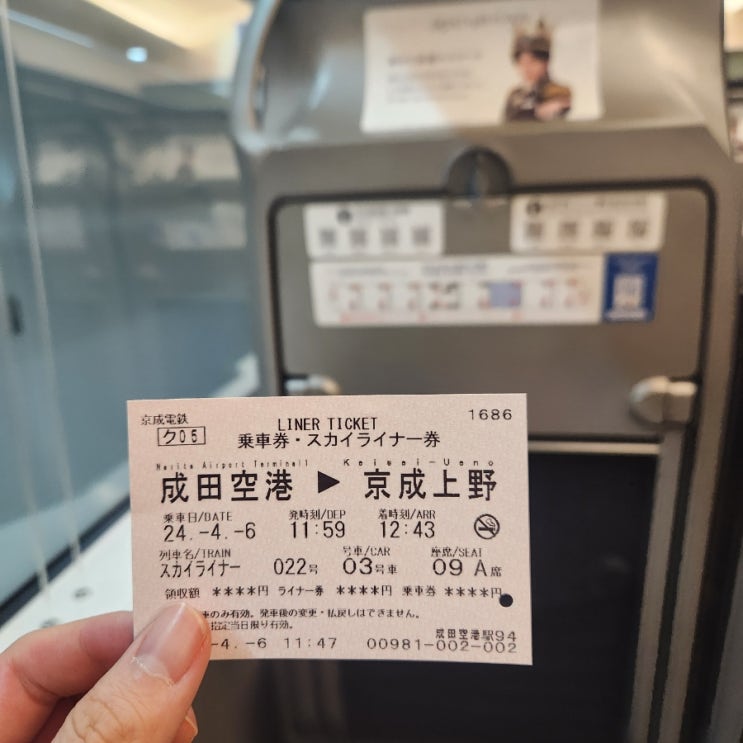 京成電鉄
ク05
LINER TICKET
1686
乗車券・スカイライナー券
Narita Airport Terminal1 Keisei-Ueno
成田空港 ▶ 京成上野
乗車日/DATE 発時刻/DEP 着時刻/ARR
24.-4.-6 11:59 12:43
列車名/TRAIN 号車/CAR 座席/SEAT
スカイライナー 022号 03号車 09 A席
領収額 ****円 ライナー券 ****円 乗車券 ****円
車のみ有効。発車後の変更・払戻しはできません。
指定当日限り有効。
成田空港駅94
-4.-6 11:47 00981-002-002